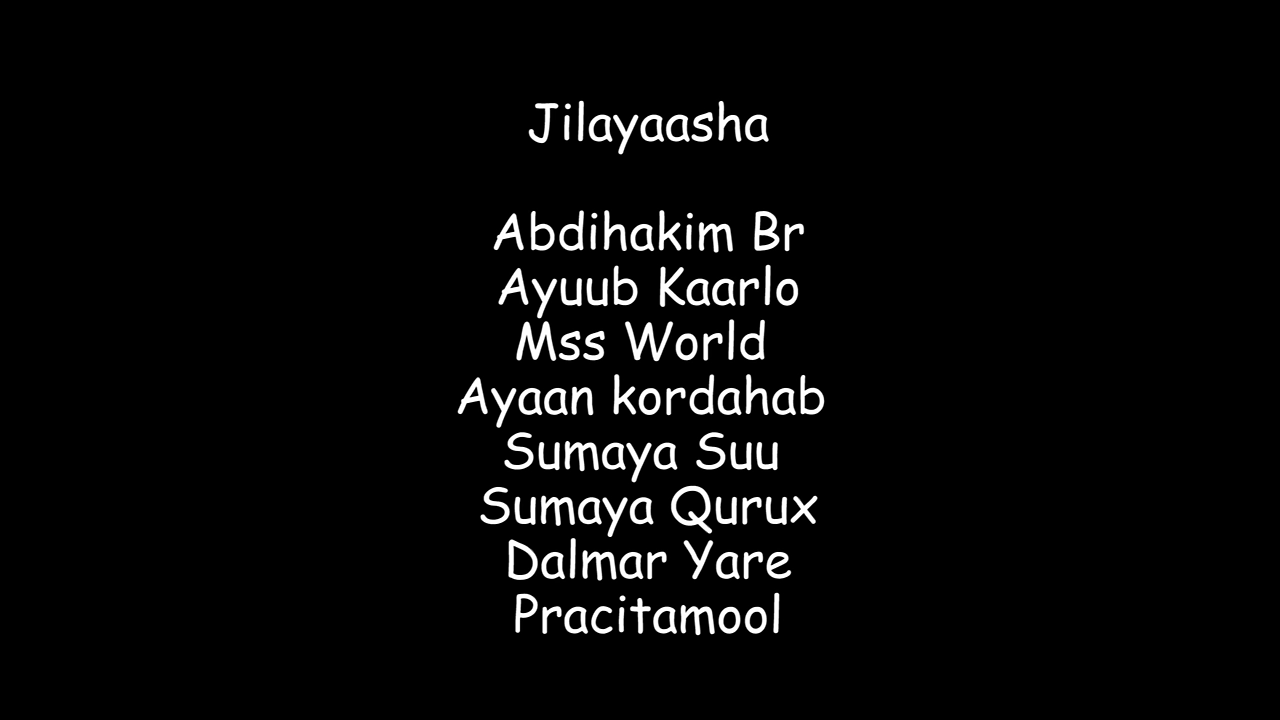 Jilayaasha
Abdihakim Br
Ayuub Kaarlo
Mss World
Ayaan kordahab
Sumaya Suu
Sumaya Qurux
Dalmar Yare
Pracitamool